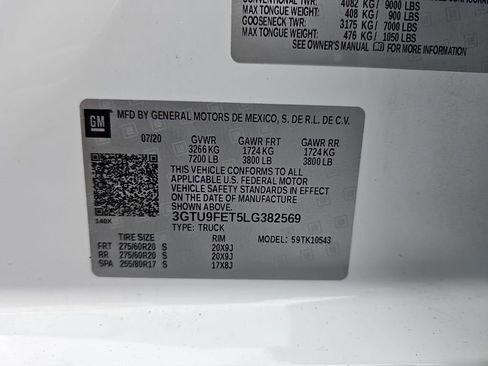 CONVENTIONAL TWR: 4082 KG/ 9000 LBS
MAX TONGUE WEIGHT: 408 KG / 900 LBS
GOOSENECK TWR: 3175 KG/ 7000 LBS
MAX TONGUE WEIGHT: 476 KG / 1050 LBS
SEE OWNER'S MANUAL FOR MORE INFORMATION
GM
MFD BY GENERAL MOTORS DE MEXICO, S. DE R.L. DE C.V.
07/20 GVWR GAWR FRT GAWR RR
3266 KG 1724 KG 1724 KG
7200 LB 3800 LB 3800 LB
THIS VEHICLE CONFORMS TO ALL
APPLICABLE U.S. FEDERAL MOTOR
VEHICLE SAFETY STANDARDS IN EFFECT
ON THE DATE OF MANUFACTURE
SHOWN ABOVE.
3GTU9FET5LG382569
TYPE: TRUCK MODEL: 59TK10543
140X
TIRE SIZE RIM
FRT 275/60R20 S 20X9J
RR 275/60R20 S 20X9J
SPA 255/80R17 S 17X8J